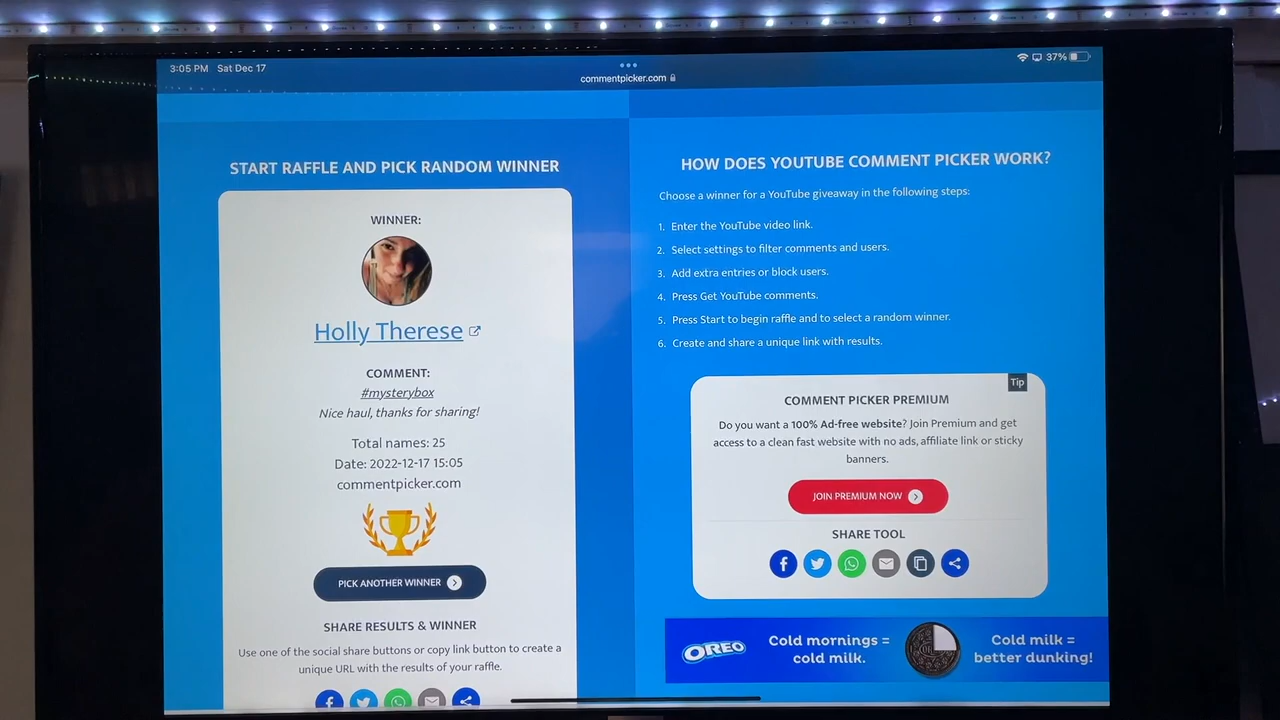 3:05 PM Sat Dec 17
commentpicker.com
37%
START RAFFLE AND PICK RANDOM WINNER
WINNER:
Holly Therese
COMMENT:
#mysterybox
Nice haul, thanks for sharing!
Total names: 25
Date: 2022-12-17 15:05
commentpicker.com
PICK ANOTHER WINNER
SHARE RESULTS & WINNER
Use one of the social share buttons or copy link button to create a
unique URL with the results of your raffle.
HOW DOES YOUTUBE COMMENT PICKER WORK?
Choose a winner for a YouTube giveaway in the following steps:
1. Enter the YouTube video link.
2. Select settings to filter comments and users.
3. Add extra entries or block users.
4. Press Get YouTube comments.
5. Press Start to begin raffle and to select a random winner.
6. Create and share a unique link with results.
Tip
COMMENT PICKER PREMIUM
Do you want a 100% Ad-free website? Join Premium and get
access to a clean fast website with no ads, affiliate link or sticky
banners.
JOIN PREMIUM NOW
SHARE TOOL
OREO
Cold mornings =
cold milk.
Cold milk =
better dunking!